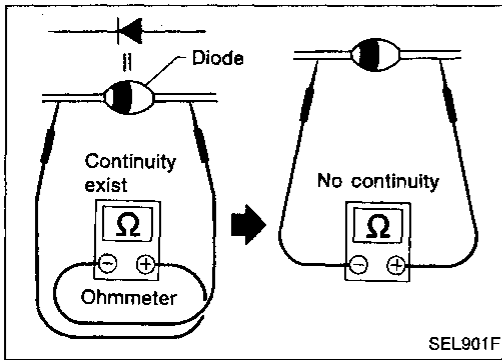 Diode
Continuity
exist
Ω
− +
Ohmmeter
No continuity
Ω
− +
SEL901F